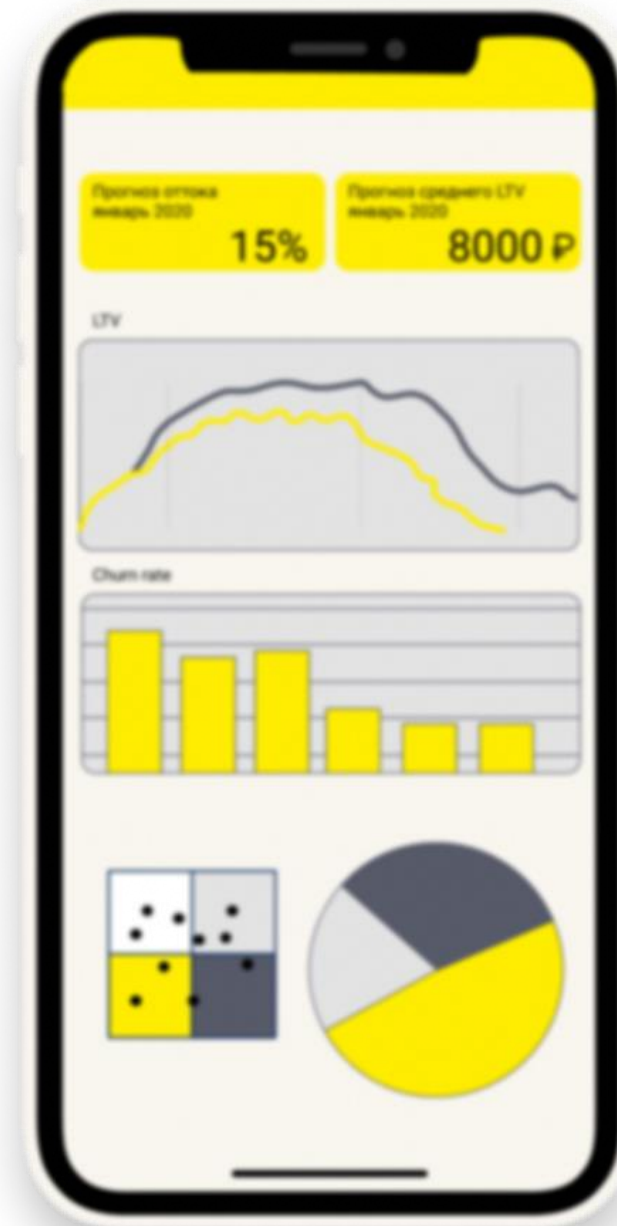 Прогноз оттока
январь 2020
15%
Прогноз среднего LTV
январь 2020
8000 ₽
LTV
Churn rate